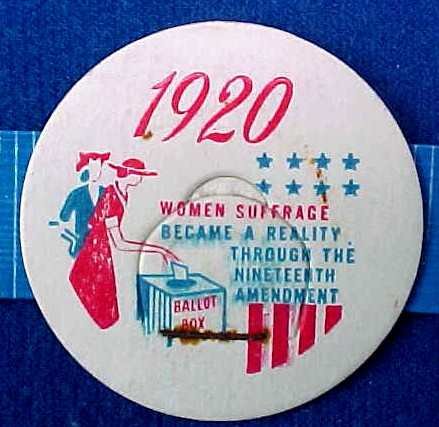 1920
WOMEN SUFFRAGE
BECAME A REALITY
THROUGH THE
NINETEENTH
AMENDMENT
BALLOT
BOX